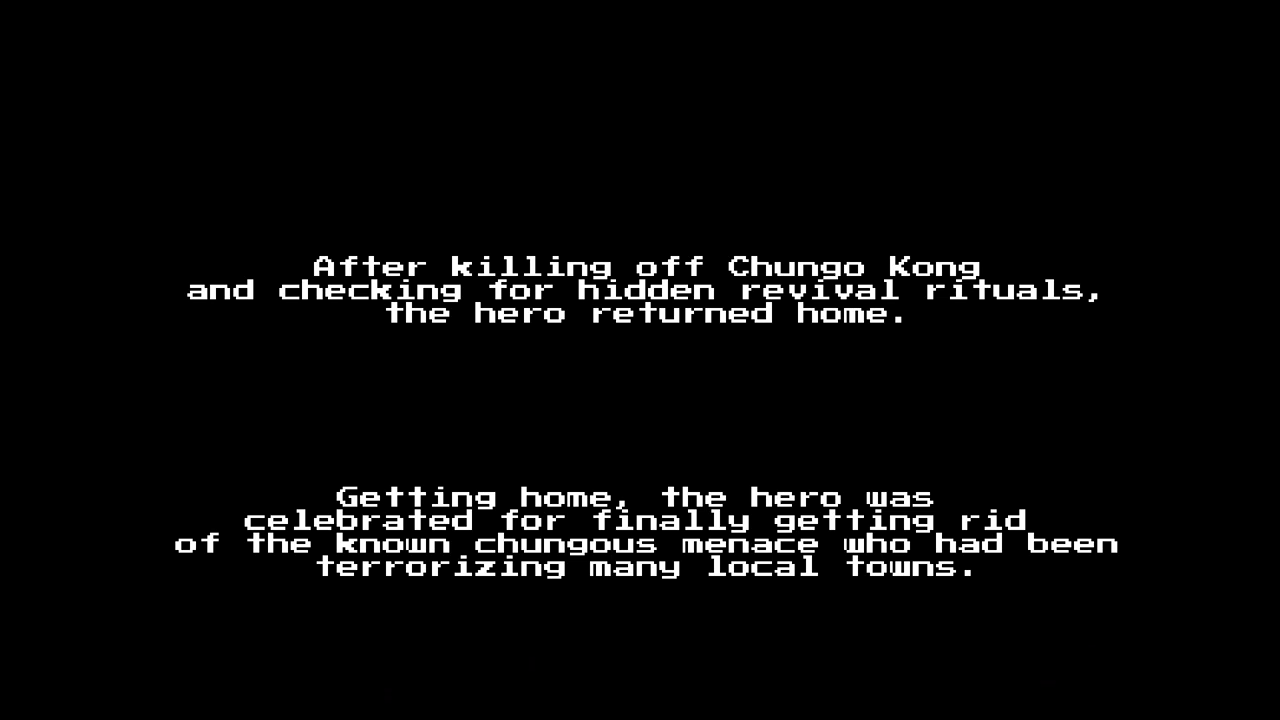 After killing off Chungo Kong
and checking for hidden revival rituals,
the hero returned home.
Getting home, the hero was
celebrated for finally getting rid
of the known chungous menace who had been
terrorizing many local towns.